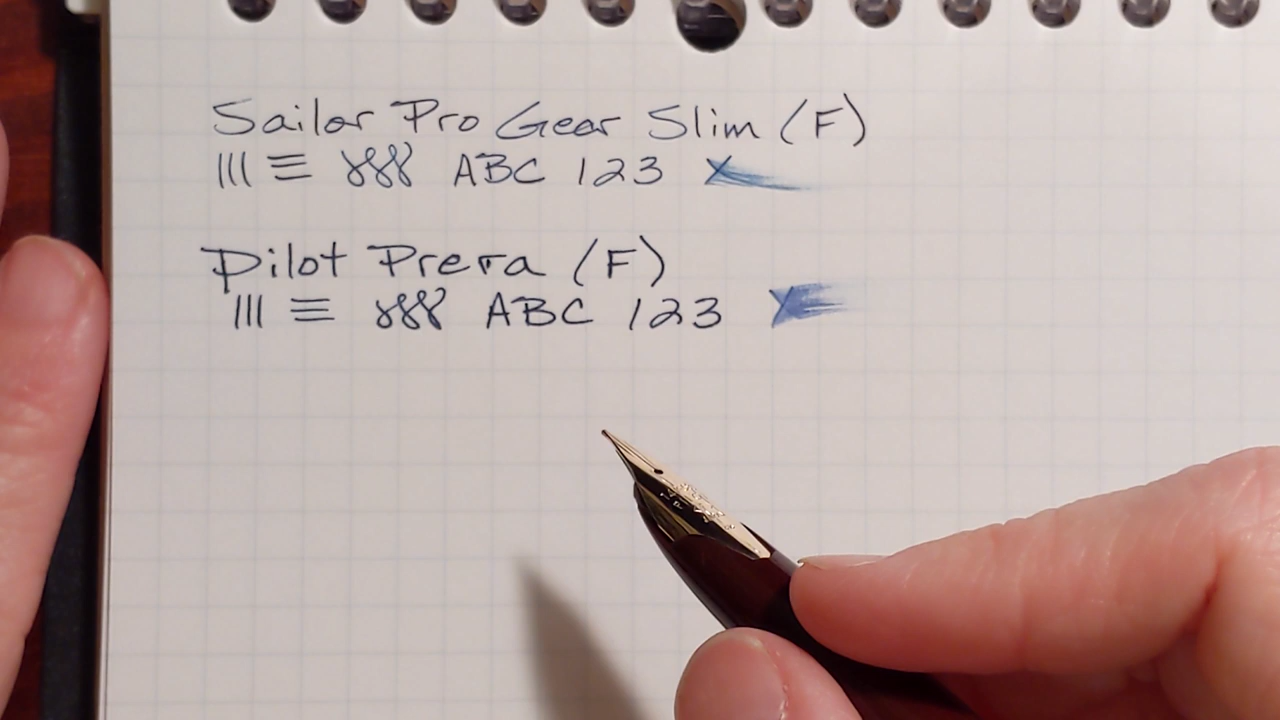 Sailor Pro Gear Slim (F)
||| ≡ 888 ABC 123 X
Pilot Prera (F)
||| ≡ 888 ABC 123 X